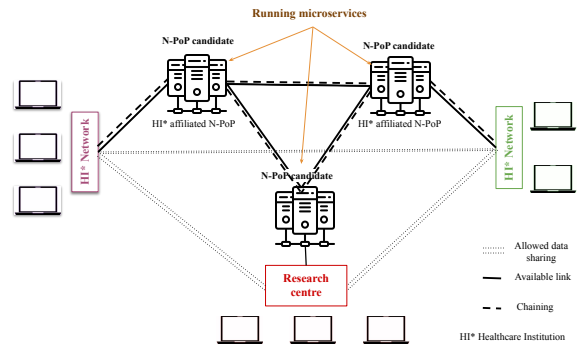 Running microservices
N-PoP candidate
N-PoP candidate
HI* affiliated N-PoP
HI* affiliated N-PoP
HI* Network
HI* Network
N-PoP candidate
Research
centre
Allowed data
sharing
Available link
Chaining
HI* Healthcare Institution